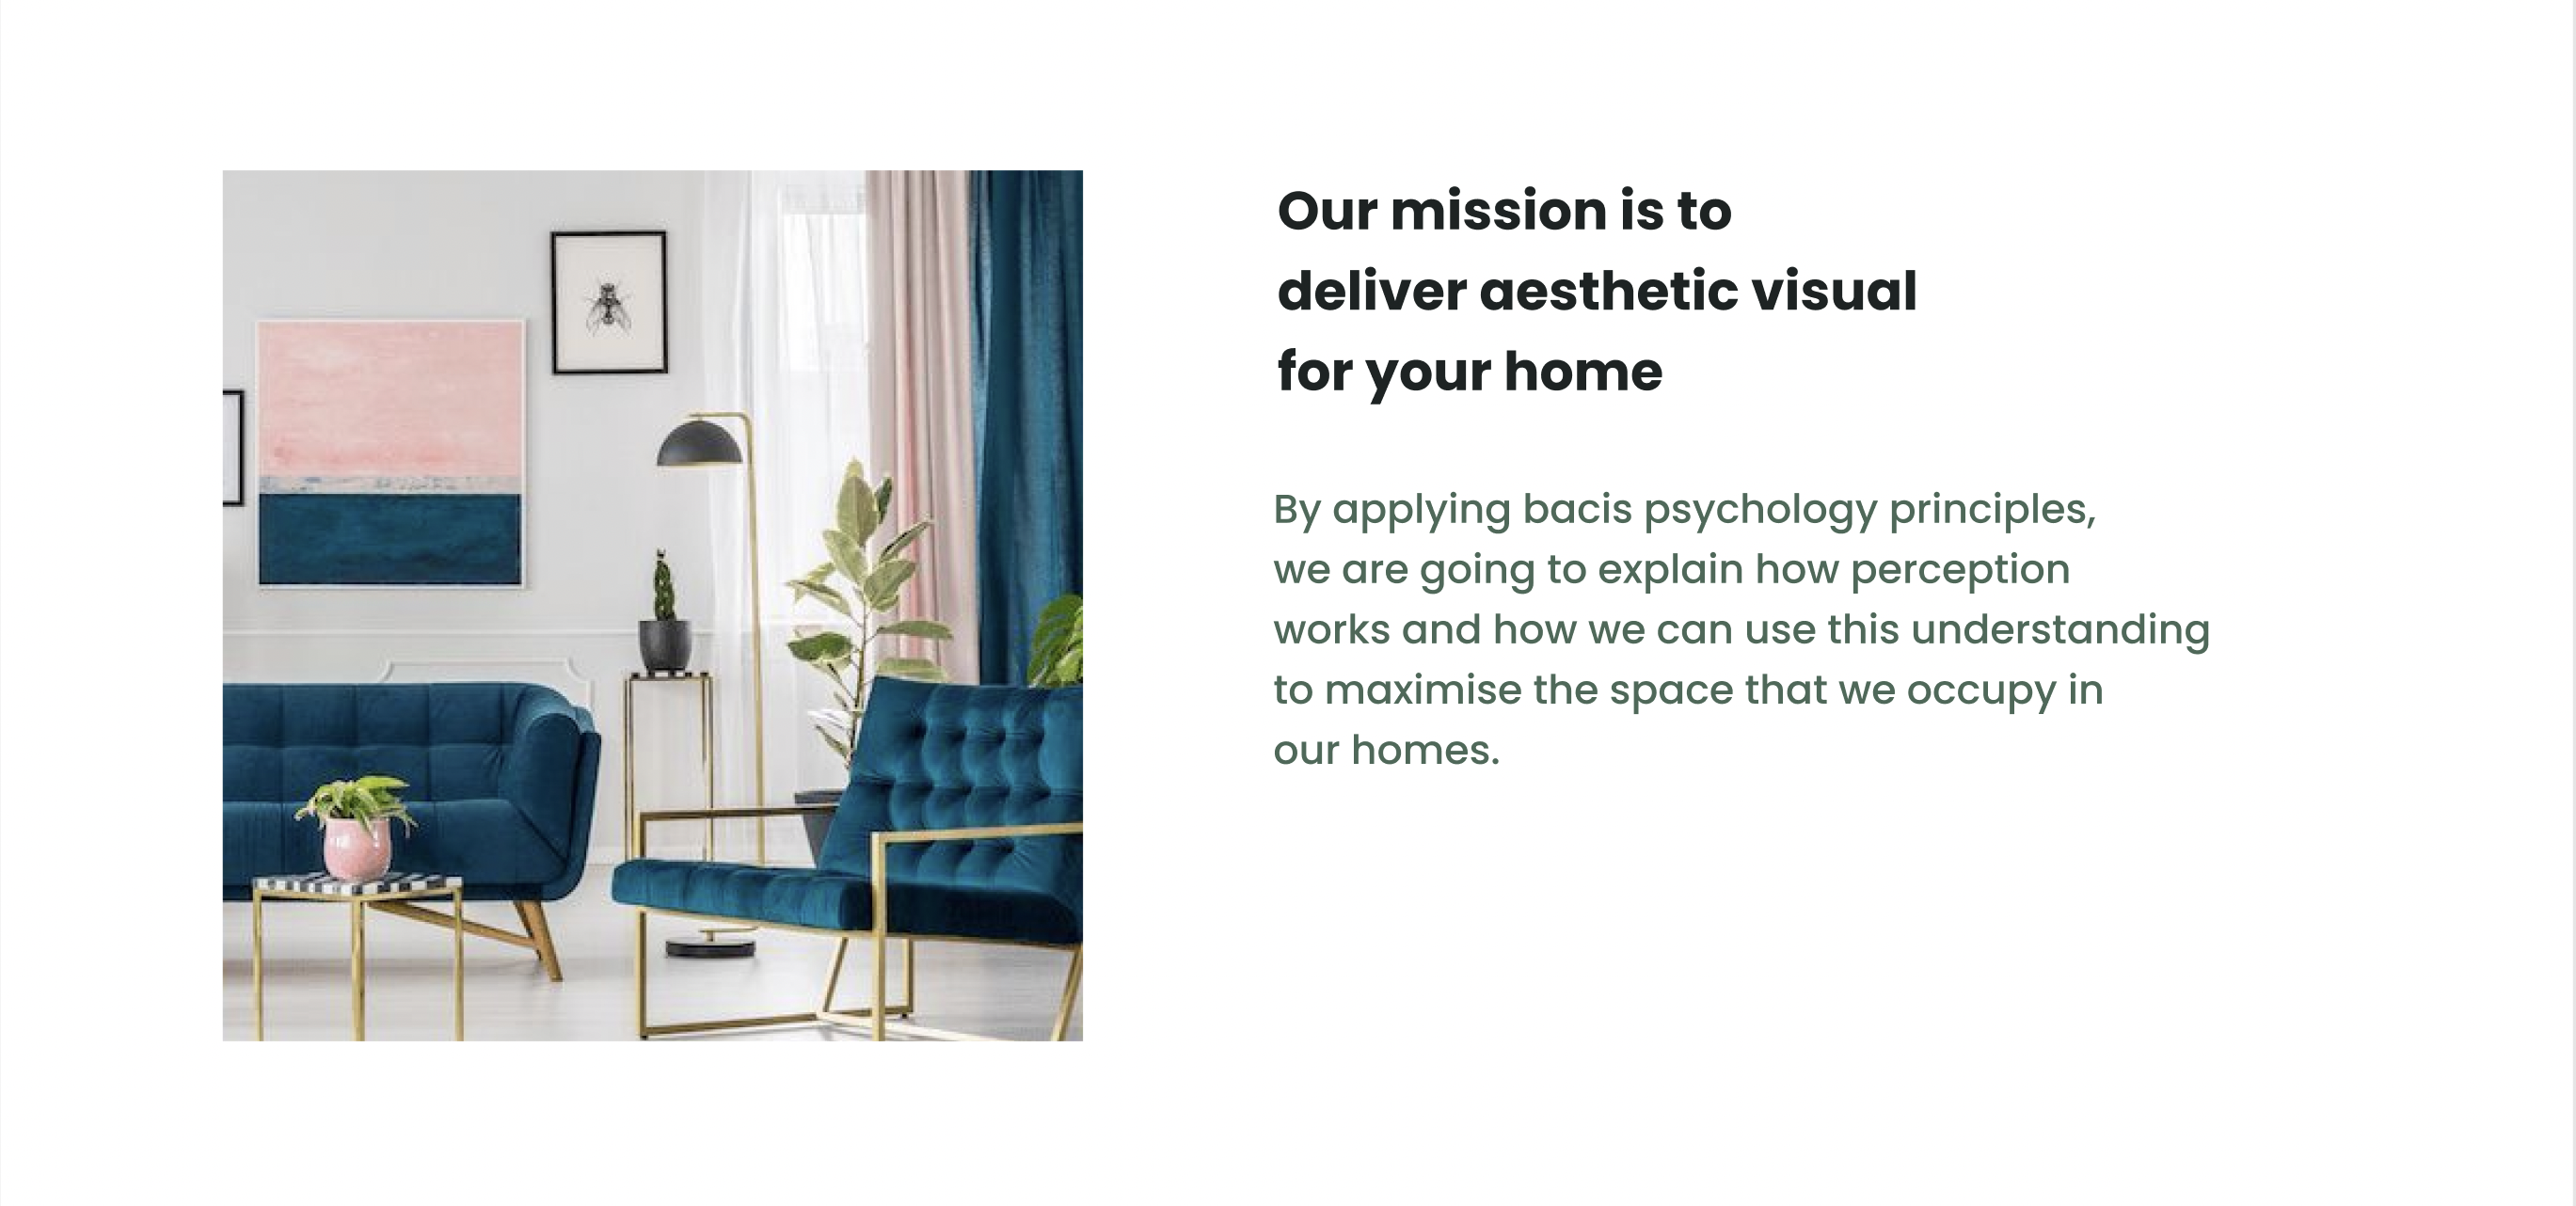 Our mission is to
deliver aesthetic visual
for your home
By applying bacis psychology principles,
we are going to explain how perception
works and how we can use this understanding
to maximise the space that we occupy in
our homes.